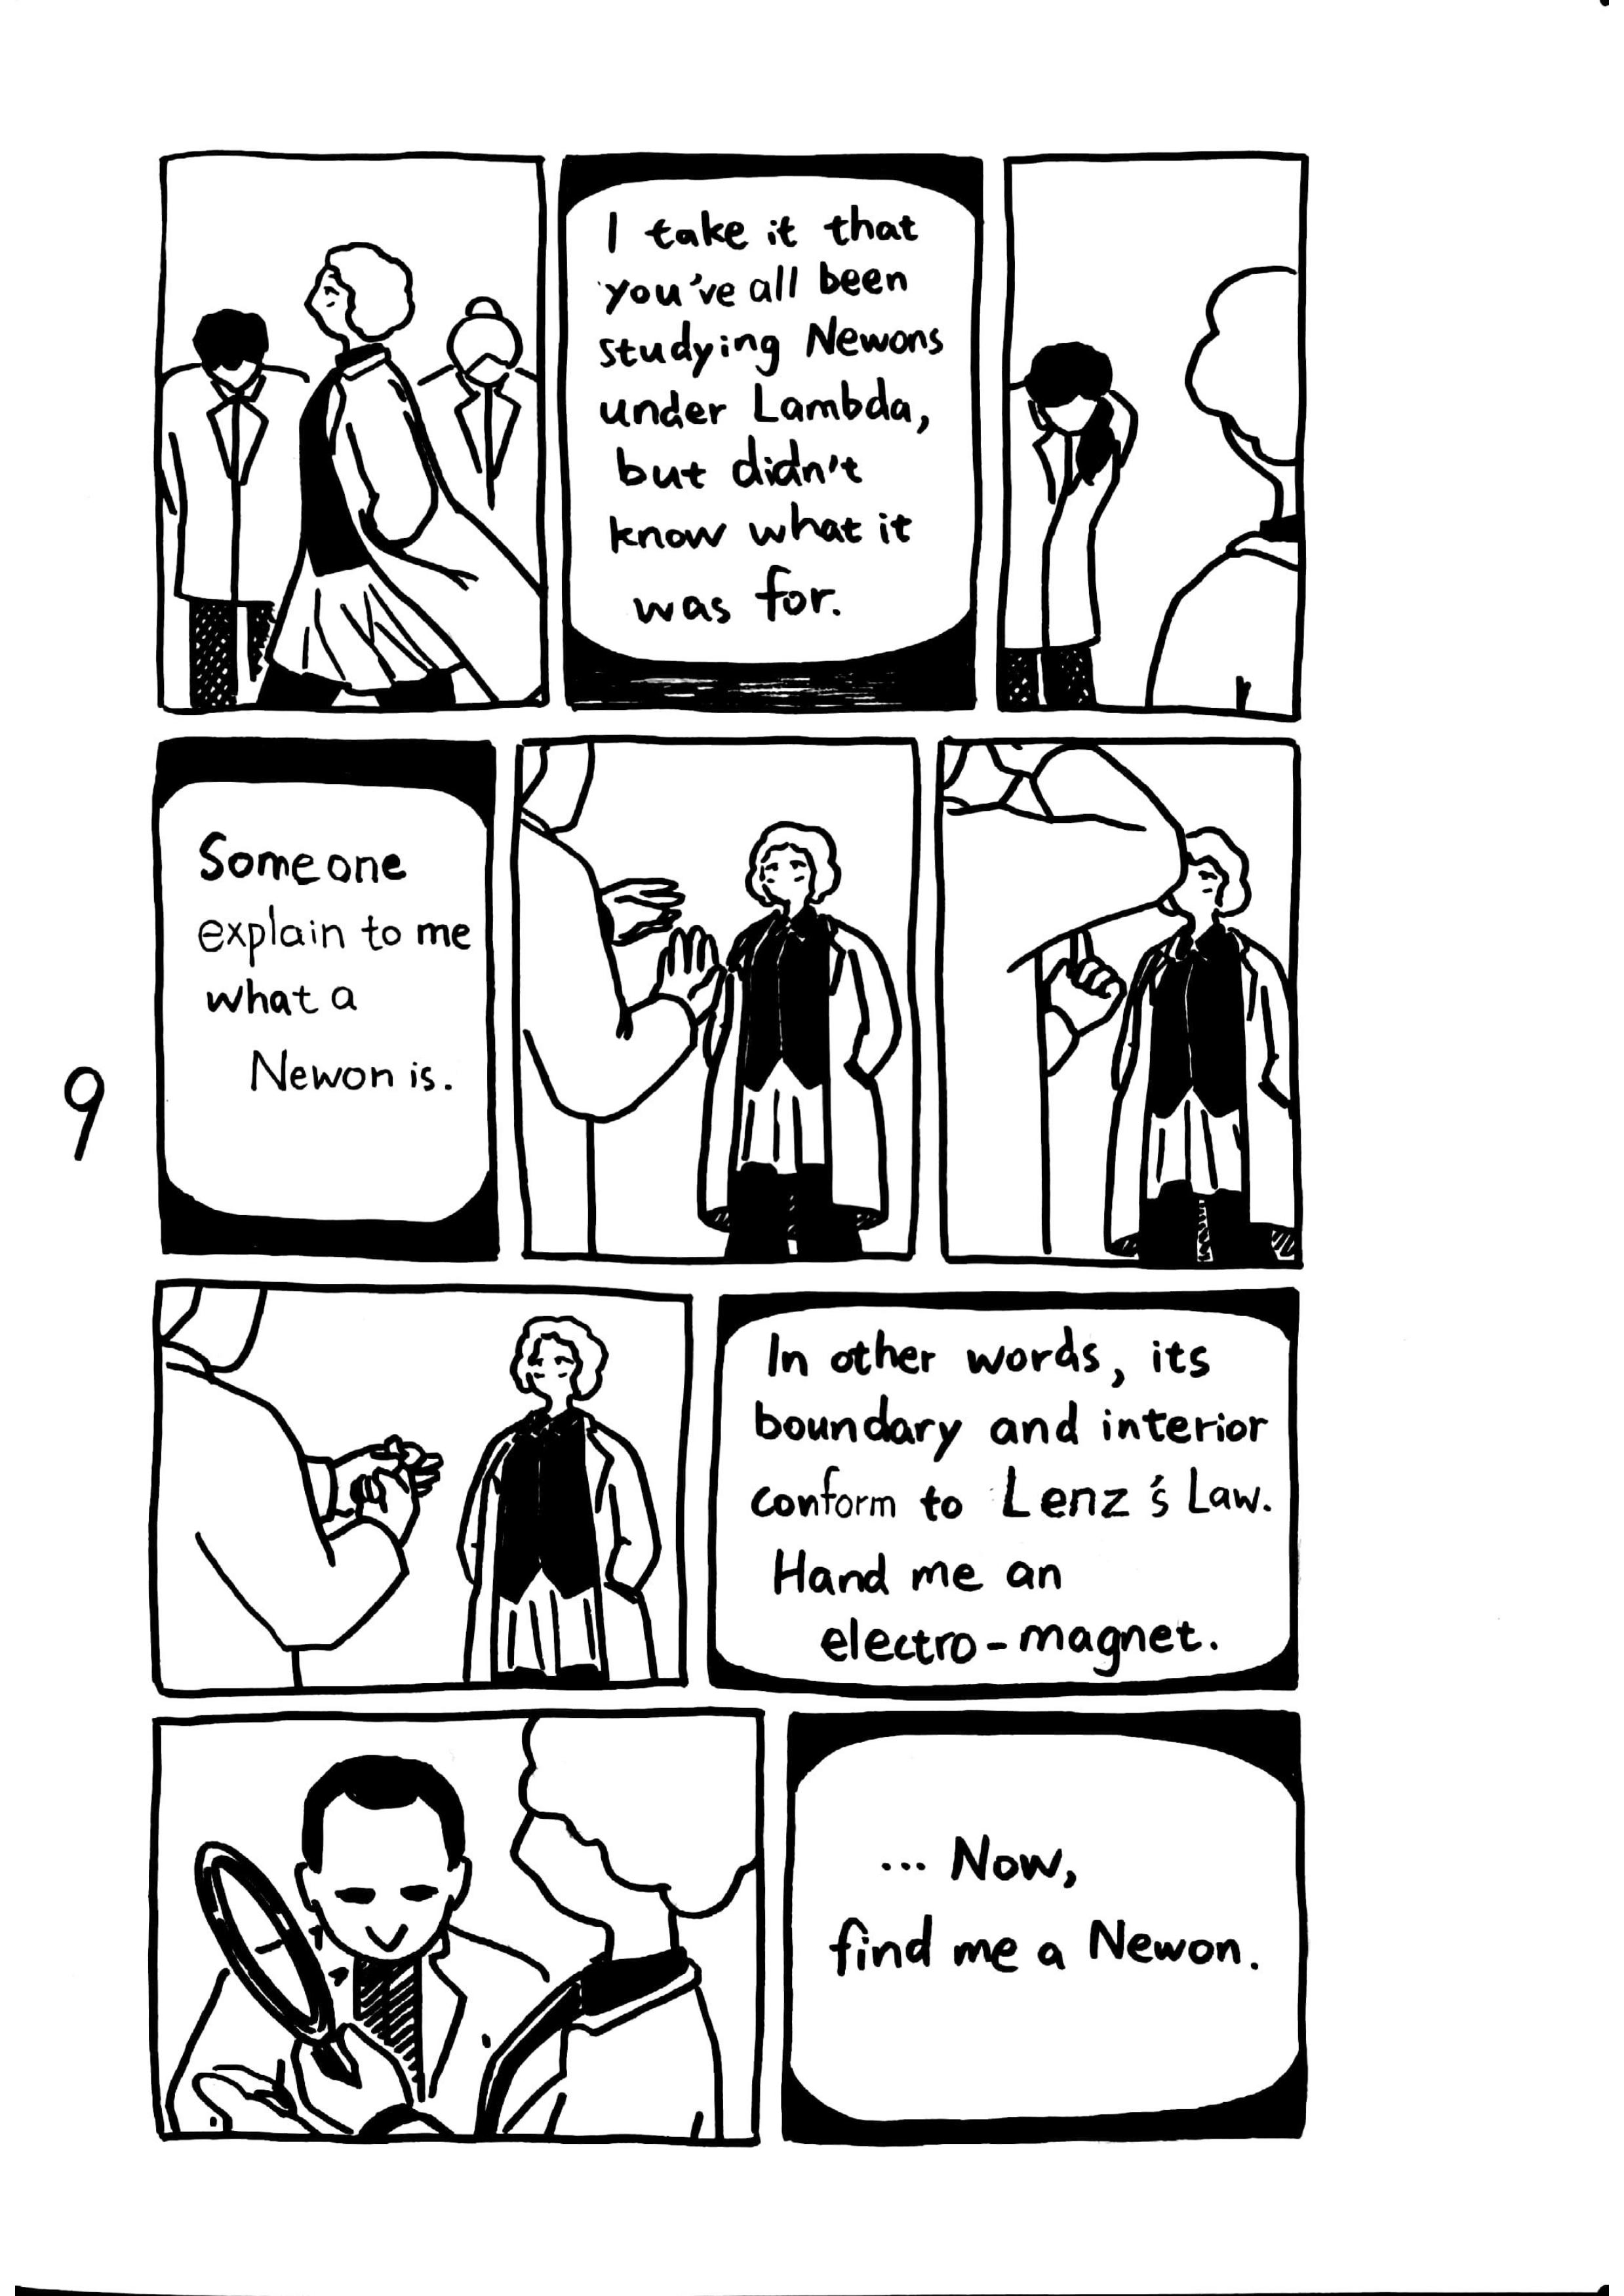 I take it that
you've all been
studying Newons
under Lambda,
but didn't
know what it
was for.
Someone
explain to me
what a
Newon is.
9
In other words, its
boundary and interior
conform to Lenz's Law.
Hand me an
electro-magnet.
... Now,
find me a Newon.